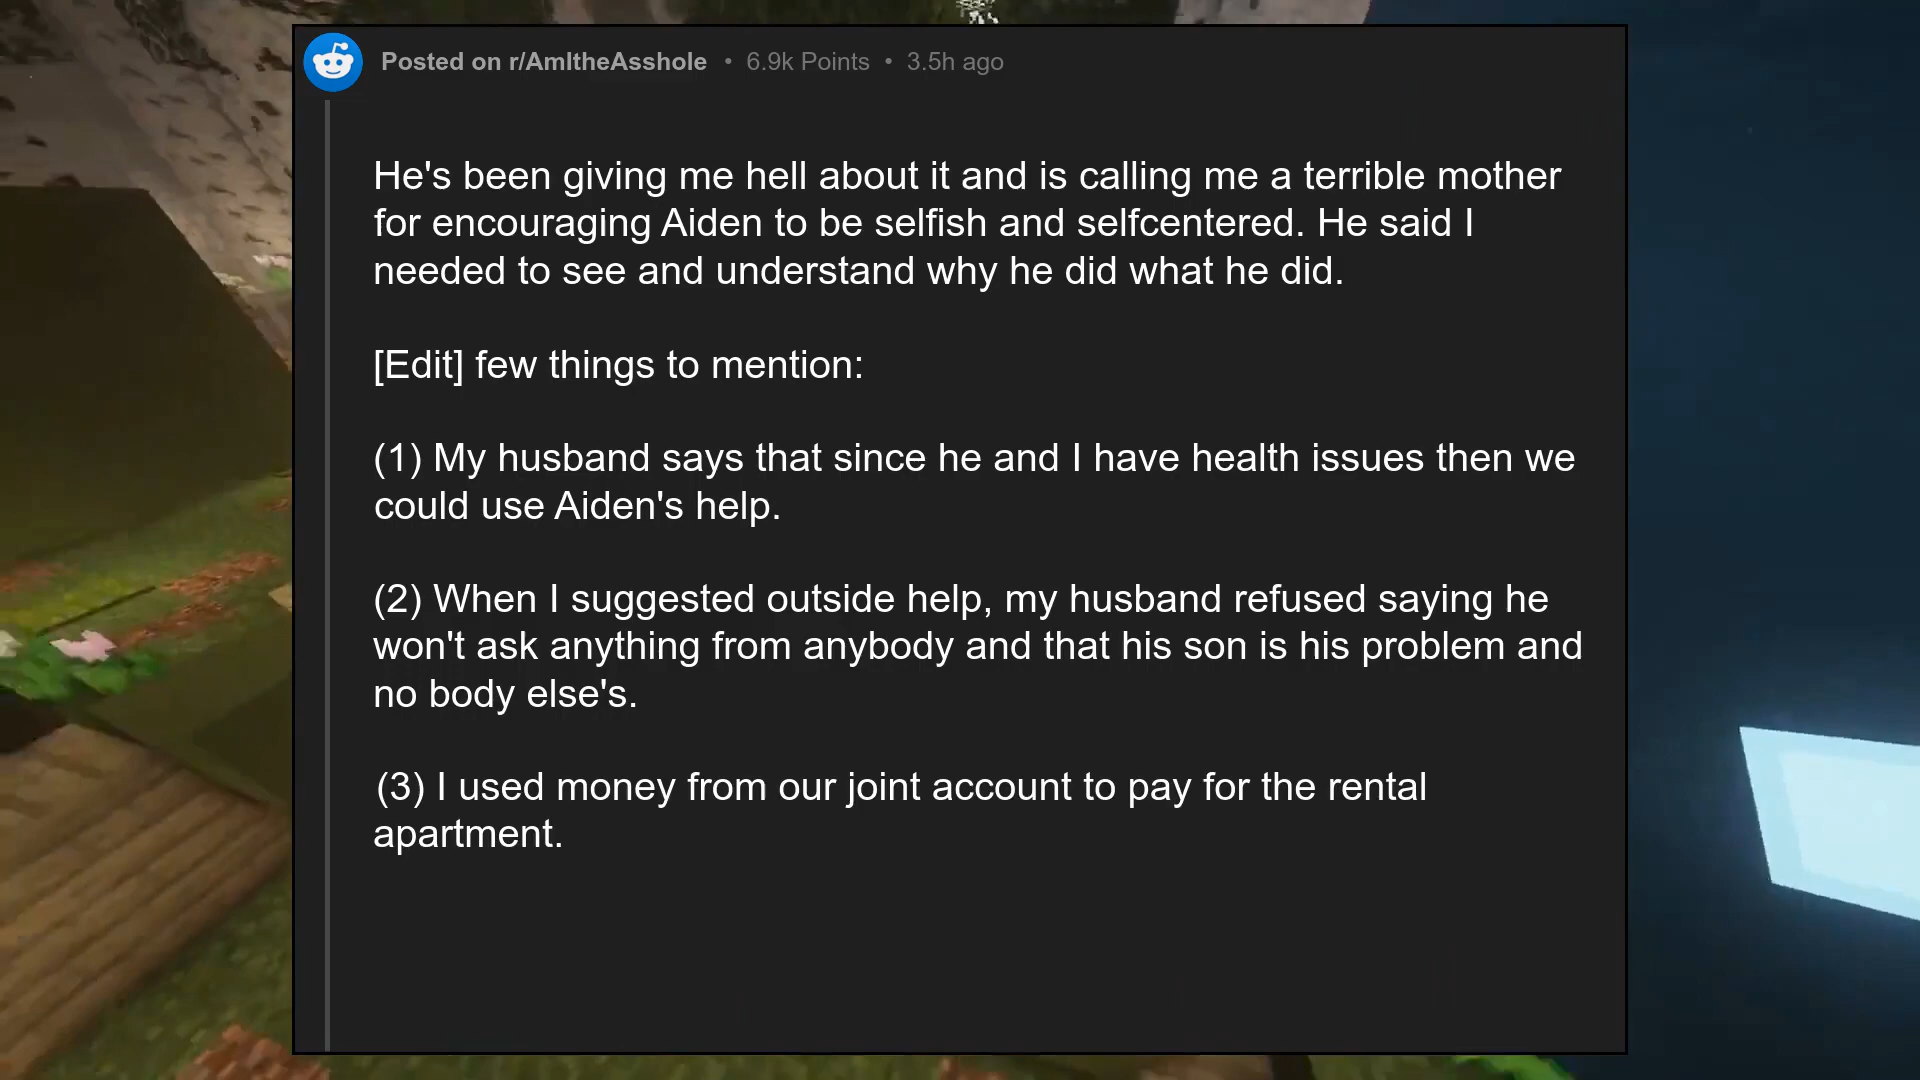 Posted on r/AmItheAsshole • 6.9k Points • 3.5h ago
He's been giving me hell about it and is calling me a terrible mother
for encouraging Aiden to be selfish and selfcentered. He said I
needed to see and understand why he did what he did.
[Edit] few things to mention:
(1) My husband says that since he and I have health issues then we
could use Aiden's help.
(2) When I suggested outside help, my husband refused saying he
won't ask anything from anybody and that his son is his problem and
no body else's.
(3) I used money from our joint account to pay for the rental
apartment.